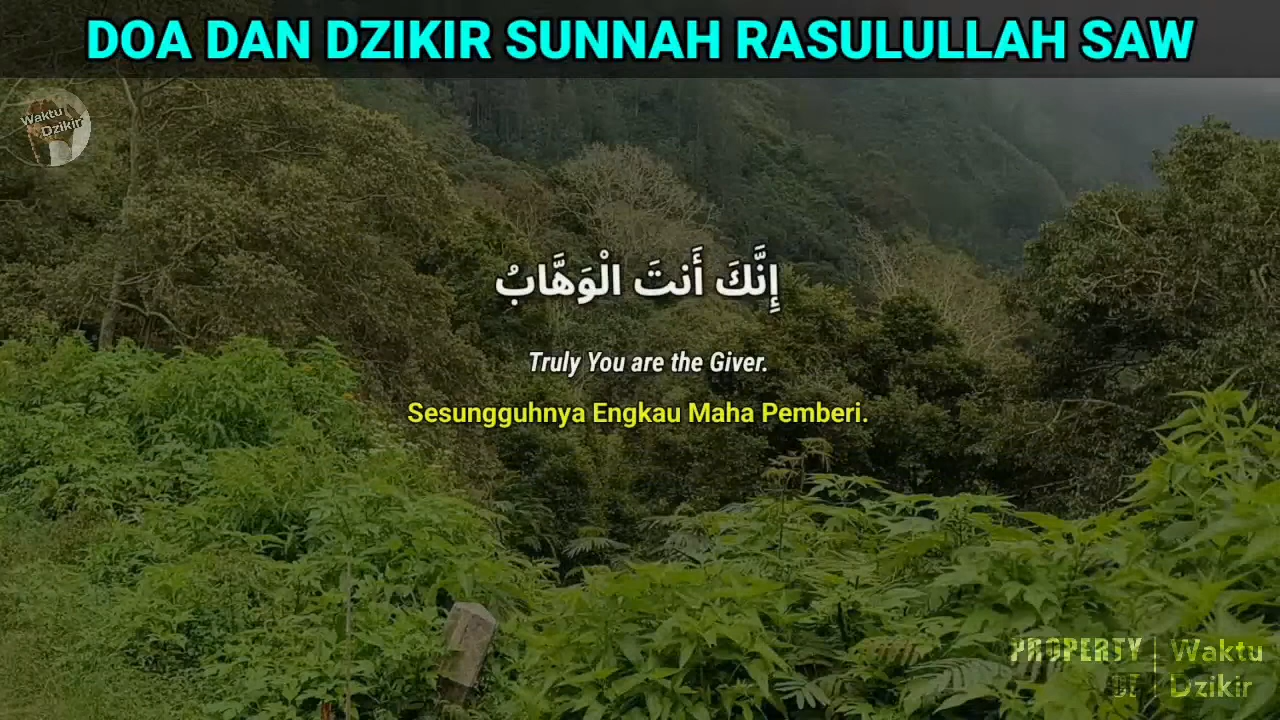 DOA DAN DZIKIR SUNNAH RASULULLAH SAW
Waktu
Dzikir
إِنَّكَ أَنتَ الْوَهَّابُ
Truly You are the Giver.
Sesungguhnya Engkau Maha Pemberi.
PROPERTY | Waktu
OF | Dzikir